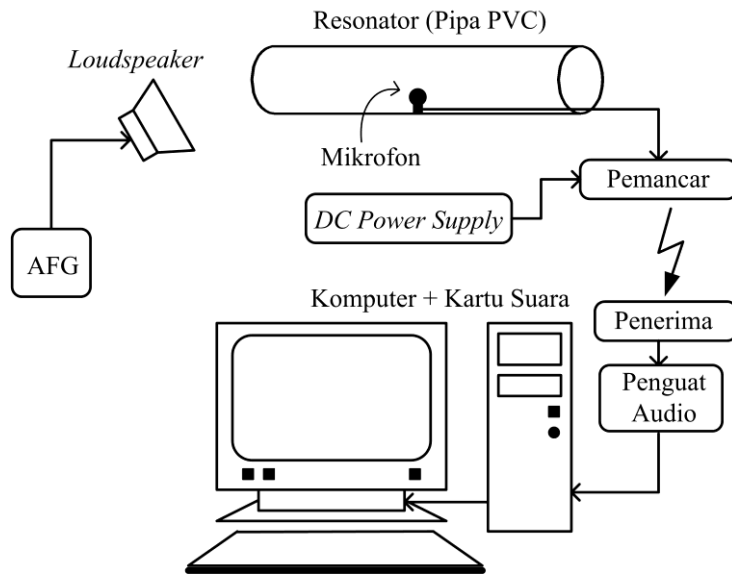 Resonator (Pipa PVC)
Loudspeaker
Mikrofon
Pemancar
DC Power Supply
AFG
Komputer + Kartu Suara
Penerima
Penguat
Audio